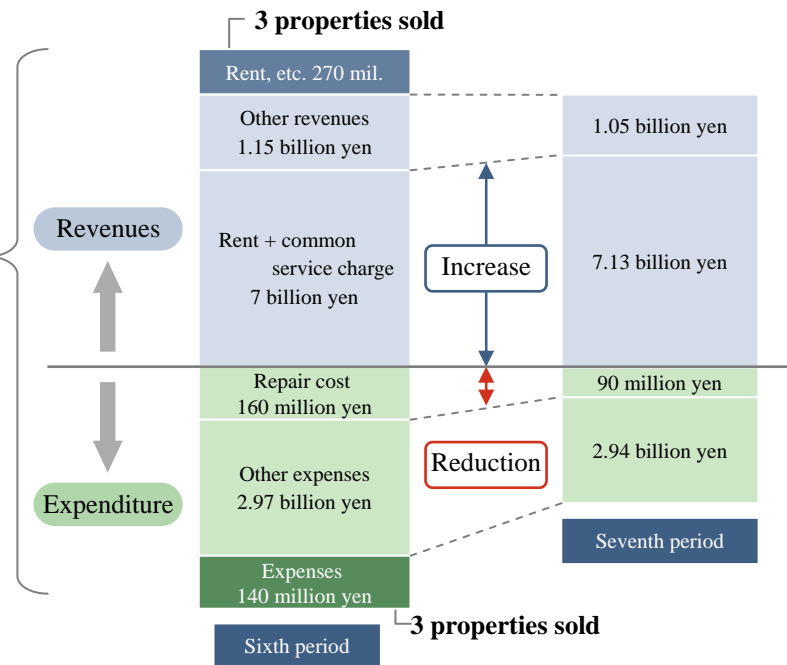 3 properties sold
Rent, etc. 270 mil.
Other revenues
1.15 billion yen
1.05 billion yen
Revenues
Rent + common
service charge
7 billion yen
Increase
7.13 billion yen
Repair cost
160 million yen
90 million yen
Reduction
Other expenses
2.97 billion yen
2.94 billion yen
Expenditure
Seventh period
Expenses
140 million yen
3 properties sold
Sixth period